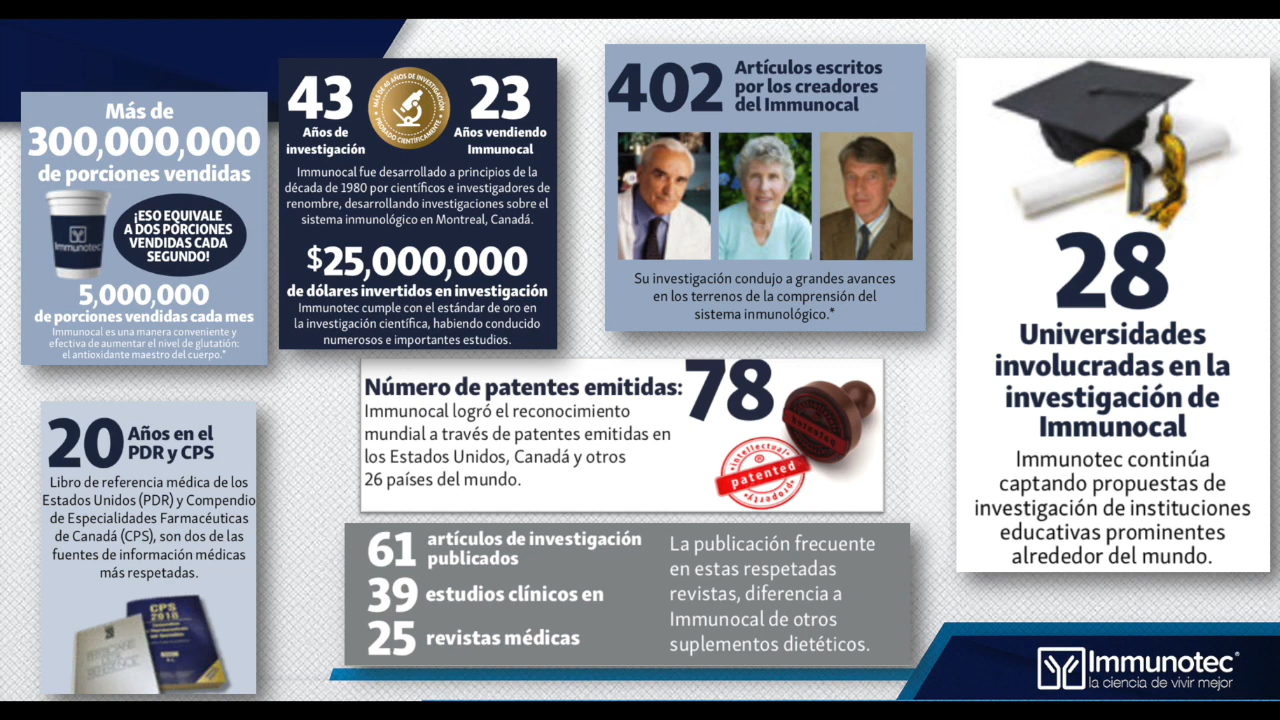 Más de
300,000,000
de porciones vendidas
Immunotec
¡ESO EQUIVALE
A DOS PORCIONES
VENDIDAS CADA
SEGUNDO!
5,000,000
de porciones vendidas cada mes
Immunocal es una manera conveniente y
efectiva de aumentar el nivel de glutatión:
el antioxidante maestro del cuerpo.*
43
Años de
investigación
MÁS DE 40 AÑOS DE INVESTIGACIÓN
PROBADO CIENTÍFICAMENTE
23
Años vendiendo
Immunocal
Immunocal fue desarrollado a principios de la
década de 1980 por científicos e investigadores de
renombre, desarrollando investigaciones sobre el
sistema inmunológico en Montreal, Canadá.
$25,000,000
de dólares invertidos en investigación
Immunotec cumple con el estándar de oro en
la investigación científica, habiendo conducido
numerosos e importantes estudios.
402
Artículos escritos
por los creadores
del Immunocal
Su investigación condujo a grandes avances
en los terrenos de la comprensión del
sistema inmunológico.*
28
Universidades
involucradas en la
investigación de
Immunocal
Immunotec continúa
captando propuestas de
investigación de instituciones
educativas prominentes
alrededor del mundo.
Número de patentes emitidas: 78
Immunocal logró el reconocimiento
mundial a través de patentes emitidas en
los Estados Unidos, Canadá y otros
26 países del mundo.
intellectual
®
patented
property
20 Años en el
PDR y CPS
Libro de referencia médica de los
Estados Unidos (PDR) y Compendio
de Especialidades Farmacéuticas
de Canadá (CPS), son dos de las
fuentes de información médicas
más respetadas.
CPS
61 artículos de investigación
publicados
39 estudios clínicos en
25 revistas médicas
La publicación frecuente
en estas respetadas
revistas, diferencia a
Immunocal de otros
suplementos dietéticos.
Immunotec®
la ciencia de vivir mejor